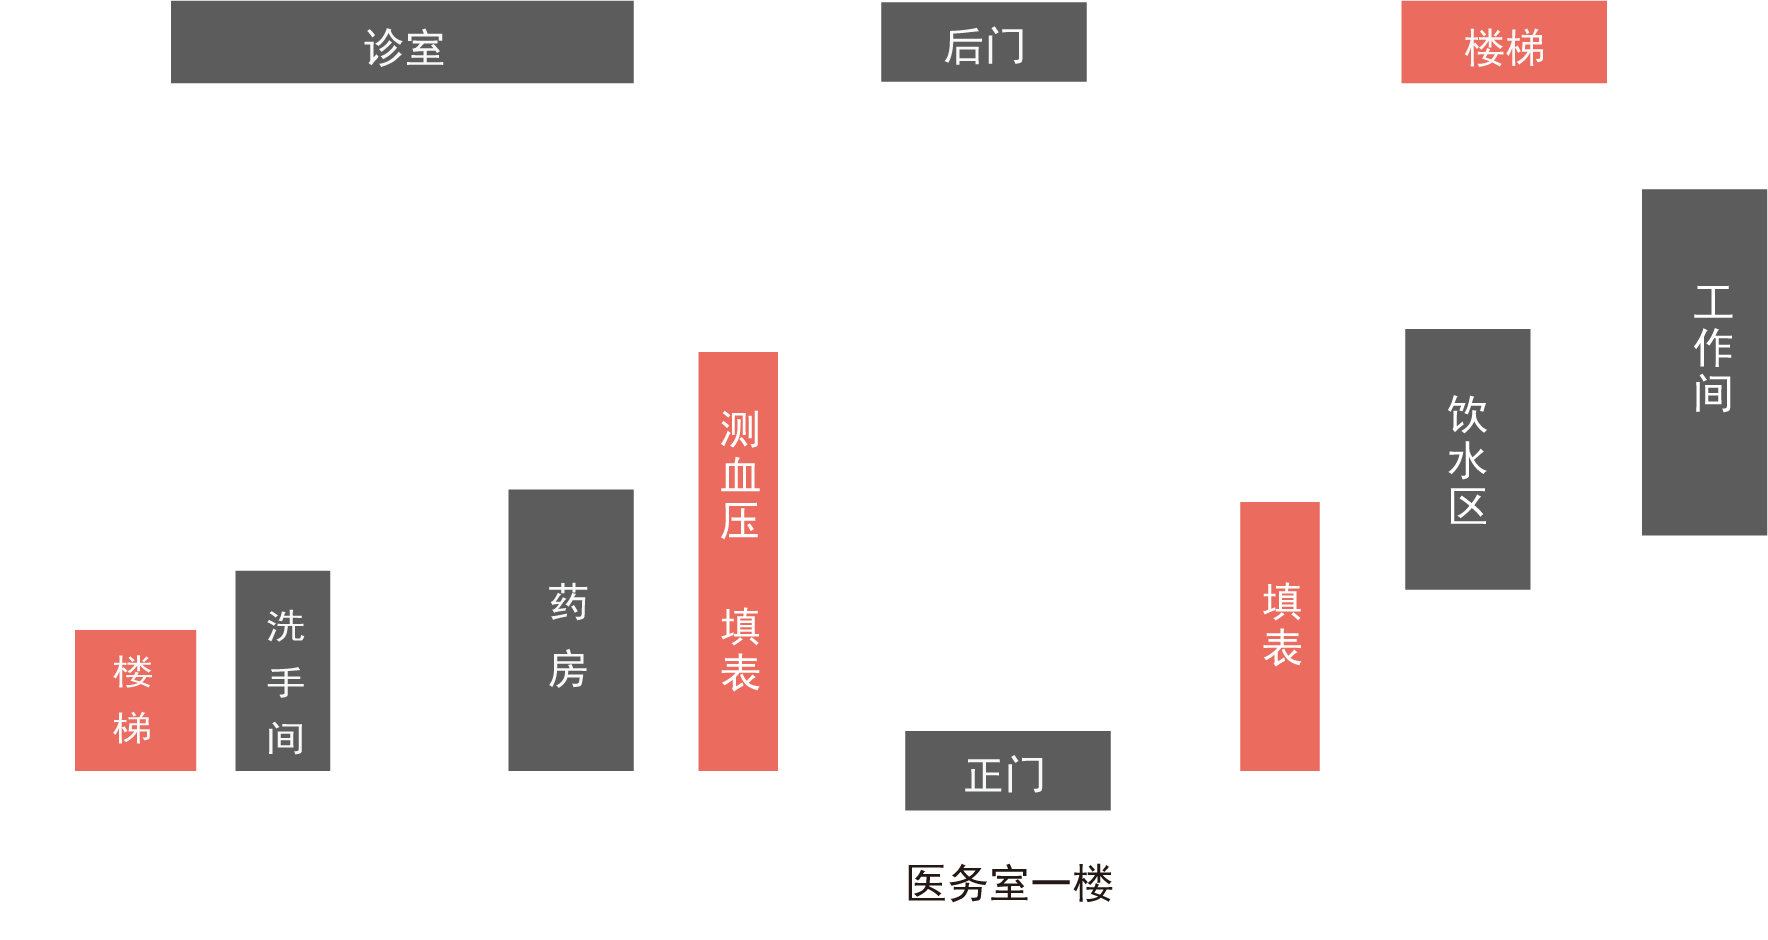 诊室
后门
楼梯
工作间
饮水区
测血压 填表
药房
填表
洗手间
楼梯
正门
医务室一楼